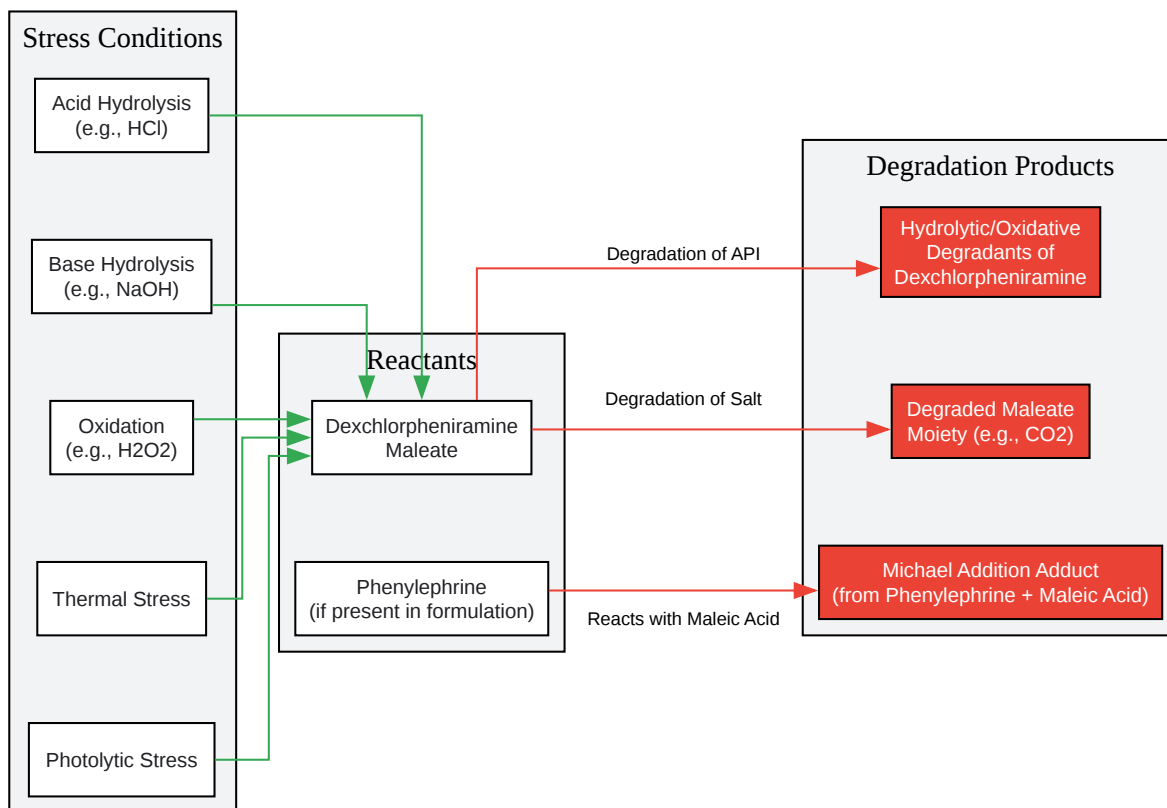 Stress Conditions
Acid Hydrolysis
(e.g., HCl)
Base Hydrolysis
(e.g., NaOH)
Oxidation
(e.g., H2O2)
Thermal Stress
Photolytic Stress
Reactants
Dexchlorpheniramine
Maleate
Phenylephrine
(if present in formulation)
Degradation of API
Degradation of Salt
Reacts with Maleic Acid
Degradation Products
Hydrolytic/Oxidative
Degradants of
Dexchlorpheniramine
Degraded Maleate
Moiety (e.g., CO2)
Michael Addition Adduct
(from Phenylephrine + Maleic Acid)